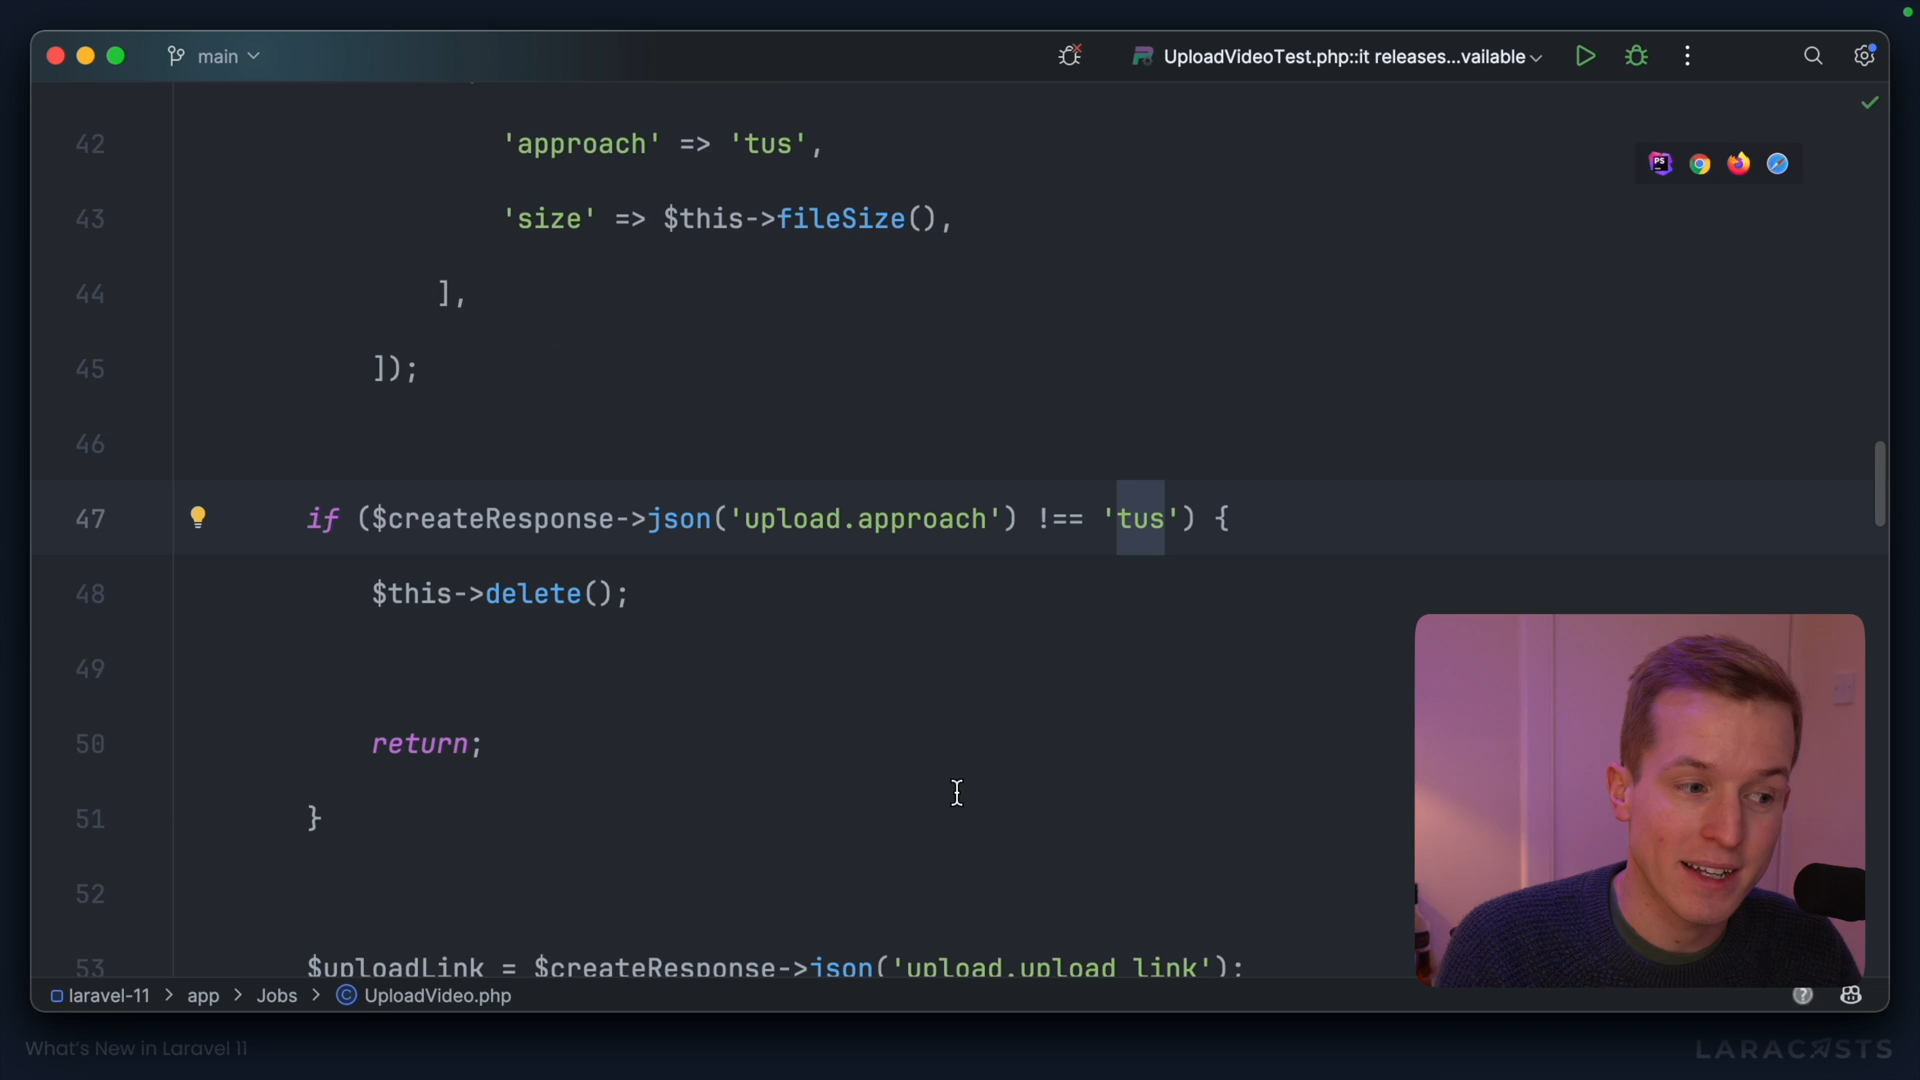 main
UploadVideoTest.php::it releases...vailable
42 'approach' => 'tus',
PS
43 'size' => $this->fileSize(),
44 ],
45 ]);
46
47 if ($createResponse->json('upload.approach') !== 'tus') {
48 $this->delete();
49
50 return;
51 }
52
53 $uploadLink = $createResponse->json('upload.upload_link');
laravel-11 > app > Jobs > UploadVideo.php
What's New in Laravel 11
LARACASTS